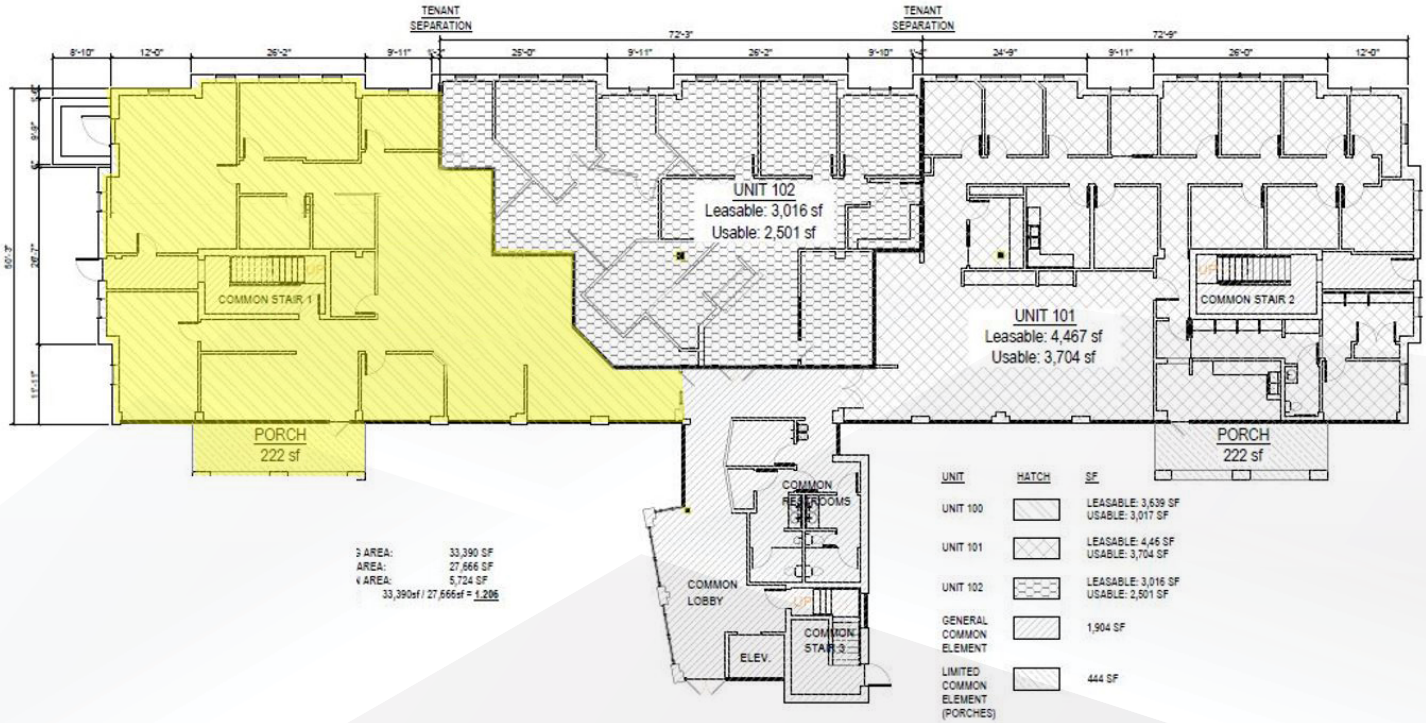 TENANT
SEPARATION
TENANT
SEPARATION
72'-3"
72'-9"
8'-10" 12'-0" 26'-2" 9'-11" 25'-0" 9'-11" 26'-2" 9'-10" 24'-9" 9'-11" 26'-0" 12'-0"
9'-9"
26'-7"
11'-11"
UNIT 102
Leasable: 3,016 sf
Usable: 2,501 sf
UP
COMMON STAIR 1
UP
COMMON STAIR 2
UNIT 101
Leasable: 4,467 sf
Usable: 3,704 sf
PORCH
222 sf
PORCH
222 sf
COMMON
RESTROOMS
COMMON
LOBBY
UP
COMMON
STAIR 3
ELEV.
AREA: 33,390 SF
AREA: 27,666 SF
AREA: 5,724 SF
33,390sf / 27,666sf = 1.206
UNIT HATCH SF
UNIT 100 LEASABLE: 3,639 SF
USABLE: 3,017 SF
UNIT 101 LEASABLE: 4,46 SF
USABLE: 3,704 SF
UNIT 102 LEASABLE: 3,016 SF
USABLE: 2,501 SF
GENERAL
COMMON
ELEMENT
1,904 SF
LIMITED
COMMON
ELEMENT
(PORCHES)
444 SF